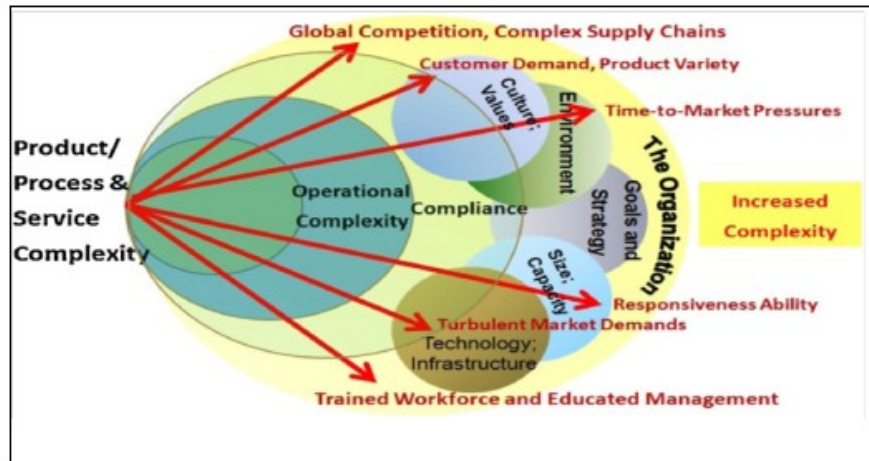 Global Competition, Complex Supply Chains
Customer Demand, Product Variety
Culture;
Values
Environment
Time-to-Market Pressures
Product/
Process &
Service
Complexity
Operational
Complexity
Compliance
Goals and
Strategy
The Organization
Increased
Complexity
Size;
Capacity
Responsiveness Ability
Turbulent Market Demands
Technology;
Infrastructure
Trained Workforce and Educated Management